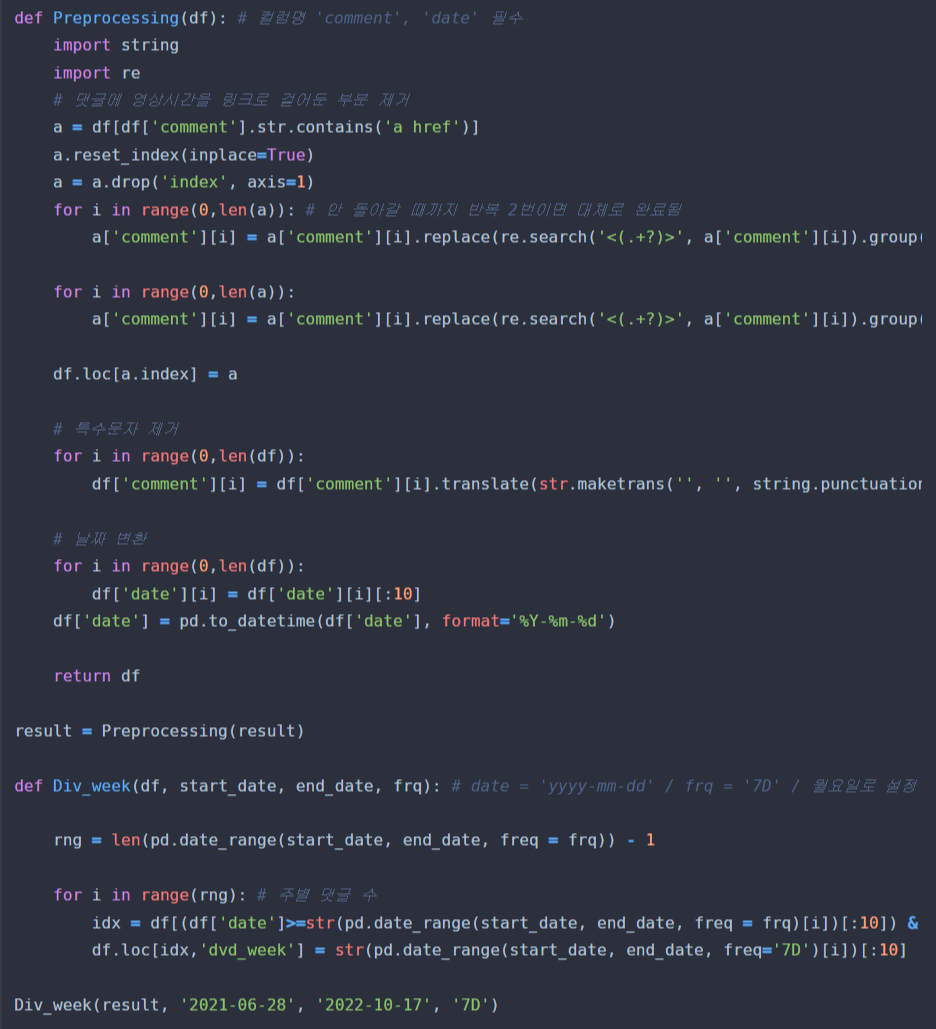 def Preprocessing(df): # 컬럼명 'comment', 'date' 필수
    import string
    import re
    # 댓글에 영상시간을 링크로 걸어둔 부분 제거
    a = df[df['comment'].str.contains('a href')]
    a.reset_index(inplace=True)
    a = a.drop('index', axis=1)
    for i in range(0,len(a)): # 안 돌아갈 때까지 반복 2번이면 대체로 완료됨
        a['comment'][i] = a['comment'][i].replace(re.search('<(.+?)>', a['comment'][i]).group(
    for i in range(0,len(a)):
        a['comment'][i] = a['comment'][i].replace(re.search('<(.+?)>', a['comment'][i]).group(
    df.loc[a.index] = a
    # 특수문자 제거
    for i in range(0,len(df)):
        df['comment'][i] = df['comment'][i].translate(str.maketrans('', '', string.punctuation
    # 날짜 변환
    for i in range(0,len(df)):
        df['date'][i] = df['date'][i][:10]
    df['date'] = pd.to_datetime(df['date'], format='%Y-%m-%d')
    return df
result = Preprocessing(result)
def Div_week(df, start_date, end_date, frq): # date = 'yyyy-mm-dd' / frq = '7D' / 월요일로 설정
    rng = len(pd.date_range(start_date, end_date, freq = frq)) - 1
    for i in range(rng): # 주별 댓글 수
        idx = df[(df['date']>=str(pd.date_range(start_date, end_date, freq = frq)[i])[:10]) &
        df.loc[idx,'dvd_week'] = str(pd.date_range(start_date, end_date, freq='7D')[i])[:10]
Div_week(result, '2021-06-28', '2022-10-17', '7D')